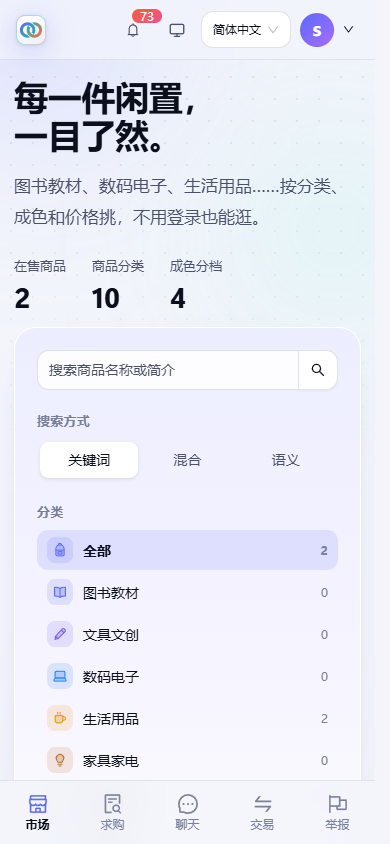 73
简体中文
S
每一件闲置，
一目了然。
图书教材、数码电子、生活用品……按分类、
成色和价格挑，不用登录也能逛。
在售商品 商品分类 成色分档
2 10 4
搜索商品名称或简介
搜索方式
关键词 混合 语义
分类
全部 2
图书教材 0
文具文创 0
数码电子 0
生活用品 2
家具家电 0
市场 求购 聊天 交易 举报